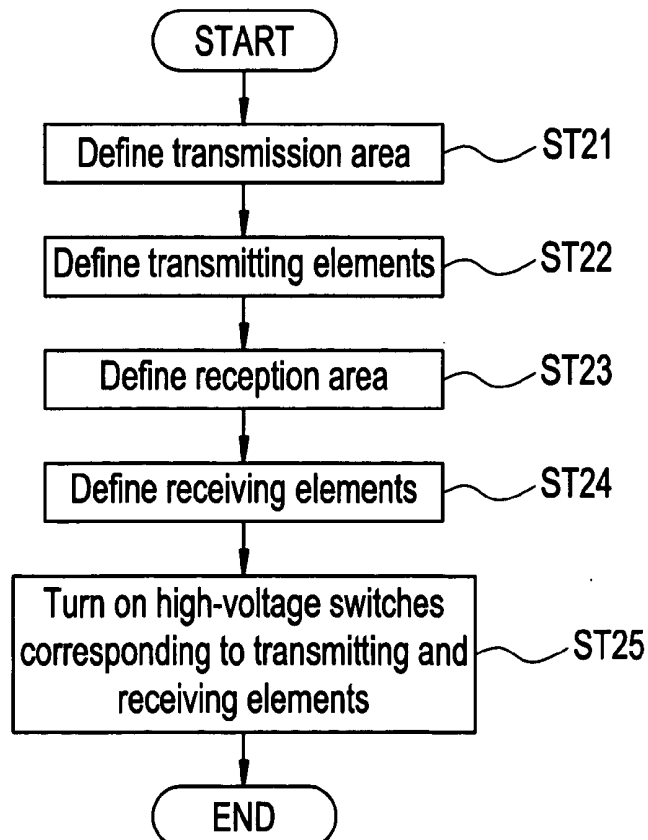 START
Define transmission area
ST21
Define transmitting elements
ST22
Define reception area
ST23
Define receiving elements
ST24
Turn on high-voltage switches
corresponding to transmitting and
receiving elements
ST25
END